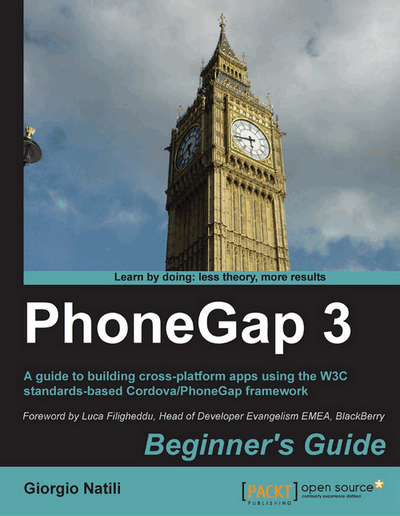 Learn by doing: less theory, more results
PhoneGap 3
A guide to building cross-platform apps using the W3C
standards-based Cordova/PhoneGap framework
Foreword by Luca Filigheddu, Head of Developer Evangelism EMEA, BlackBerry
Beginner's Guide
Giorgio Natili
[PACKT] open source*
PUBLISHING community experience distilled